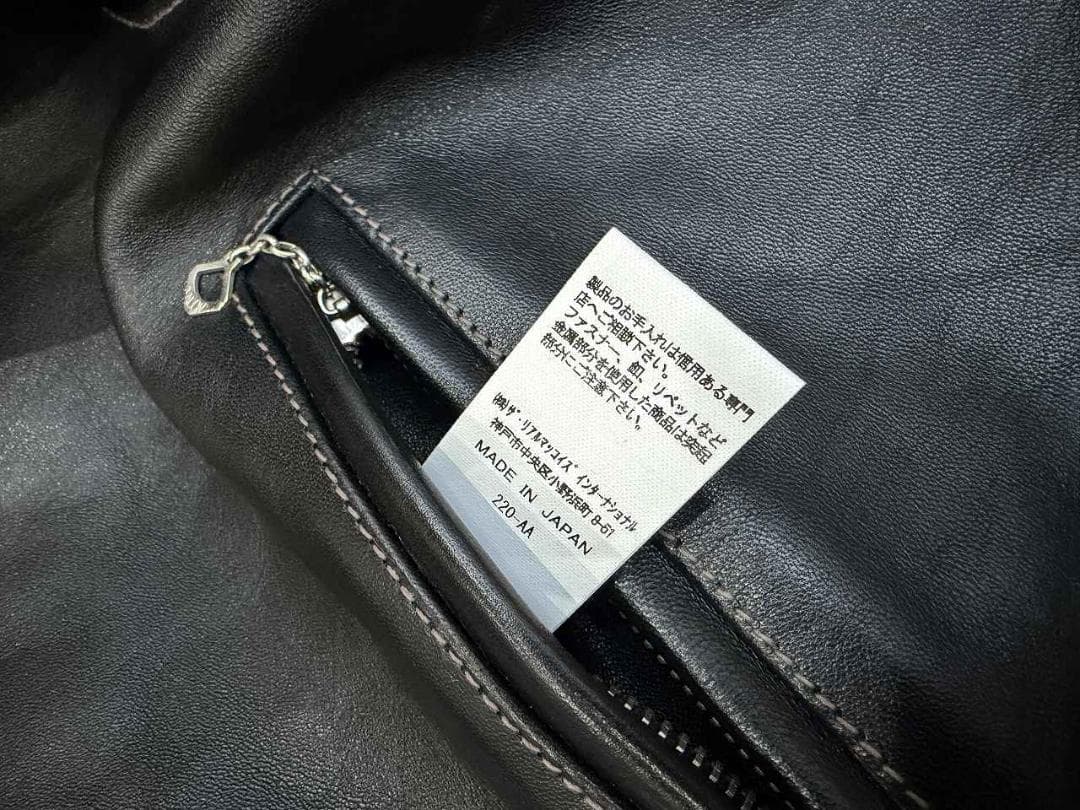 製品のお手入れは信用ある専門
店へご相談下さい。
ファスナー、釦、リベットなど
金属部分を使用した商品は突起
部分にご注意下さい。
㈱ｻﾞ・ﾘｱﾙﾏｯｺｲｽﾞ ｲﾝﾀｰﾅｼｮﾅﾙ
神戸市中央区小野浜町 8-61
MADE IN JAPAN
220-AA